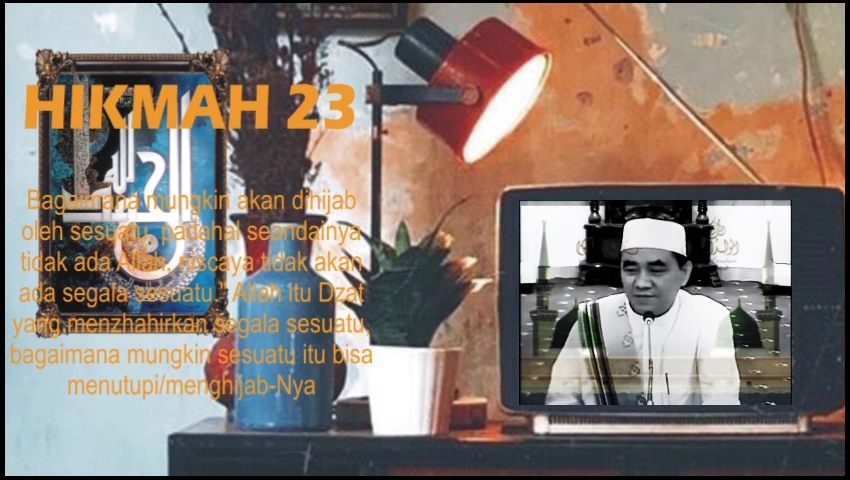 HIKMAH 23
Bagaimana mungkin akan dihijab
oleh sesuatu, padahal seandainya
tidak ada Allah, niscaya tidak akan
ada segala sesuatu." Allah itu Dzat
yang menzhahirkan segala sesuatu,
bagaimana mungkin sesuatu itu bisa
menutupi/menghijab-Nya